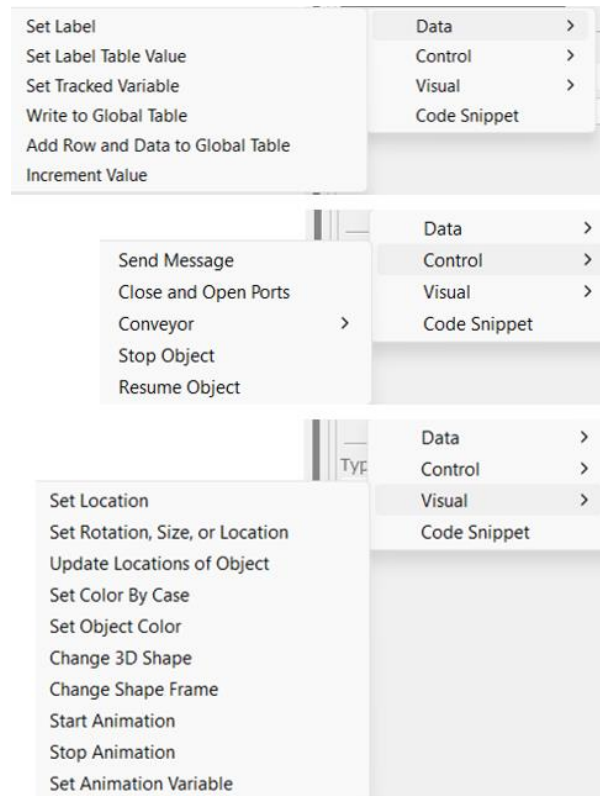 Set Label
Set Label Table Value
Set Tracked Variable
Write to Global Table
Add Row and Data to Global Table
Increment Value
Data >
Control >
Visual >
Code Snippet
Send Message
Close and Open Ports
Conveyor >
Stop Object
Resume Object
Data >
Control >
Visual >
Code Snippet
Typ
Set Location
Set Rotation, Size, or Location
Update Locations of Object
Set Color By Case
Set Object Color
Change 3D Shape
Change Shape Frame
Start Animation
Stop Animation
Set Animation Variable
Data >
Control >
Visual >
Code Snippet